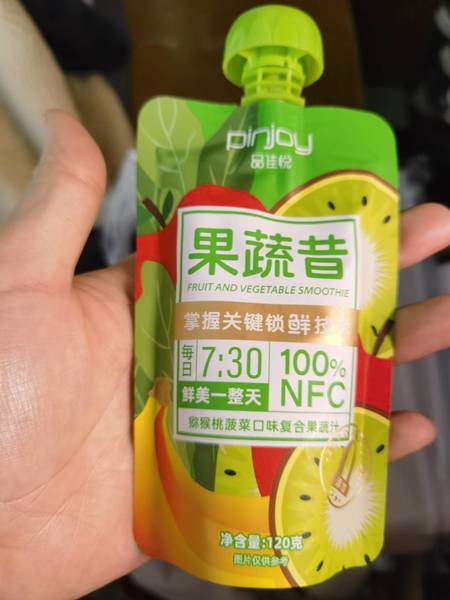 pinjoy
品佳悦
果蔬昔
FRUIT AND VEGETABLE SMOOTHIE
掌握关键锁鲜技
每日
7:30
鲜美一整天
100%
NFC
猕猴桃菠菜口味复合果蔬汁
净含量:120克
图片仅供参考